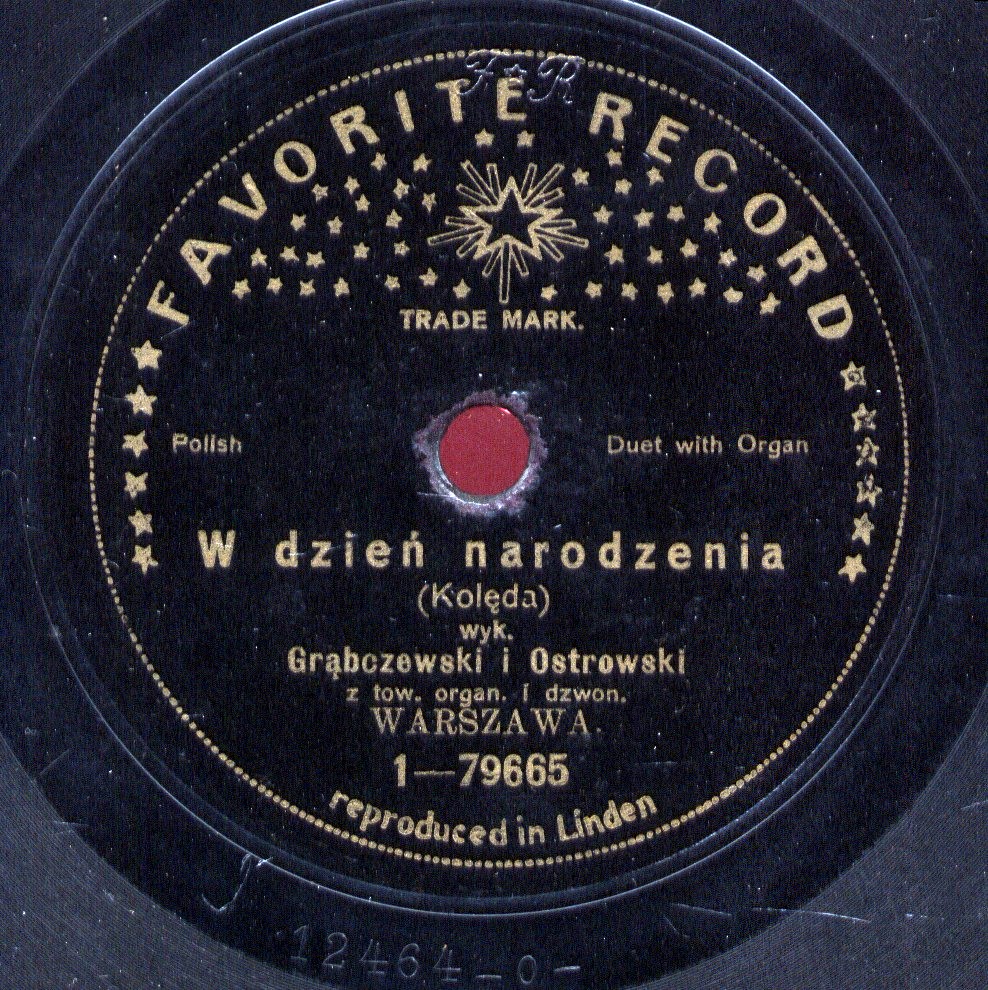 F R
FAVORITE RECORD
TRADE MARK.
Polish
Duet with Organ
W dzień narodzenia
(Kolęda)
wyk.
Grąbczewski i Ostrowski
z tow. organ. i dzwon.
WARSZAWA.
1—79665
reproduced in Linden
12464-0-